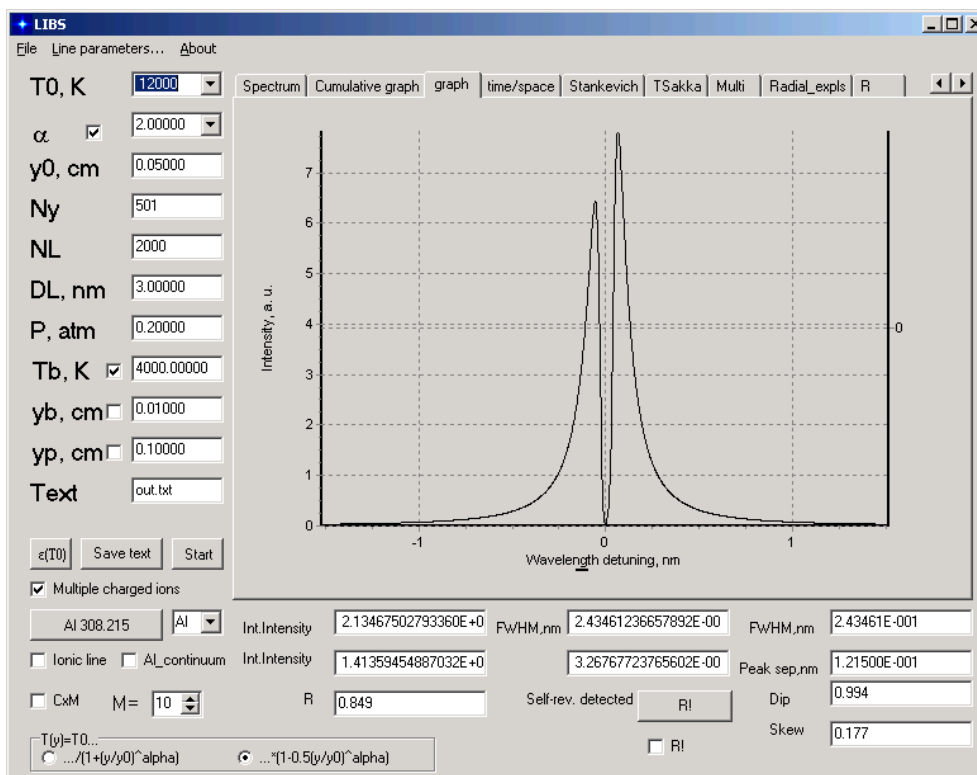 LIBS
File Line parameters... About
T0, K 12000
α 2.00000
y0, cm 0.05000
Ny 501
NL 2000
DL, nm 3.00000
P, atm 0.20000
Tb, K 4000.00000
yb, cm 0.01000
yp, cm 0.10000
Text out.txt
Spectrum Cumulative graph graph time/space Stankevich TSakka Multi Radial_expls R
7
6
5
4
3
2
1
0
0
-1 0 1
Intensity, a. u.
Wavelength detuning, nm
ε(T0) Save text Start
Multiple charged ions
Al 308.215 Al
Ionic line Al_continuum
CxM M= 10
T(y)=T0...
.../(1+(y/y0)^alpha) ...*(1-0.5(y/y0)^alpha)
Int.Intensity 2.13467502793360E+0 FWHM,nm 2.43461236657892E-00 FWHM,nm 2.43461E-001
Int.Intensity 1.41359454887032E+0 3.26767723765602E-00 Peak sep,nm 1.21500E-001
R 0.849 Self-rev. detected R! Dip 0.994
R! Skew 0.177